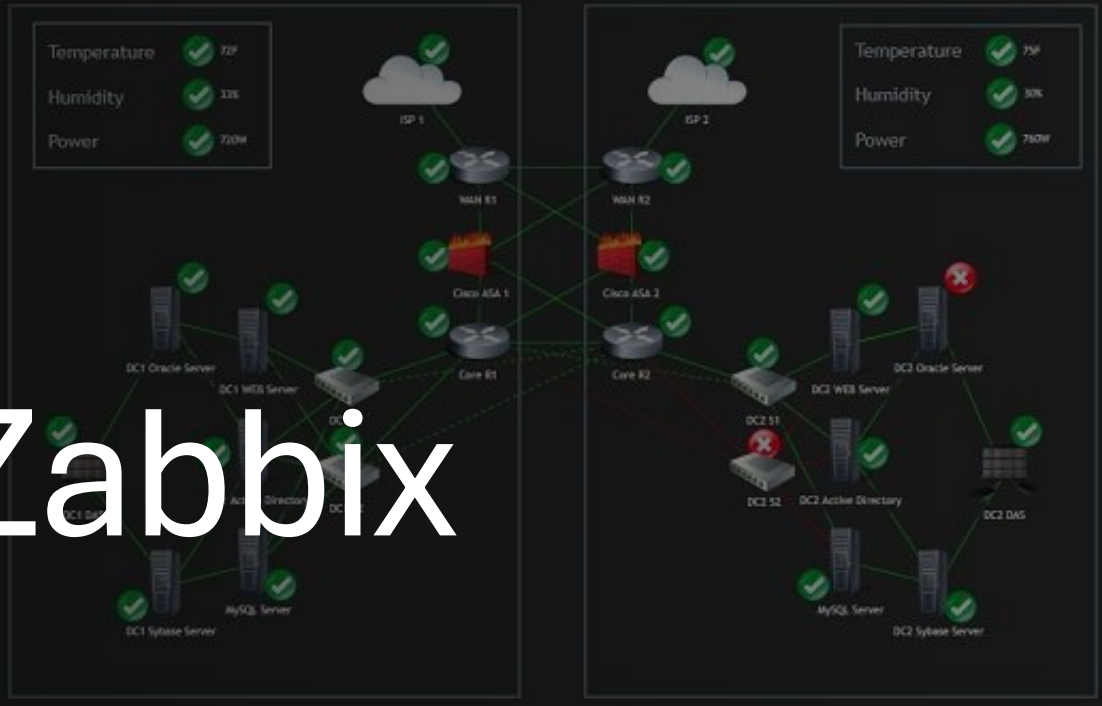 Temperature 72F
Humidity 33%
Power 720W
ISP 1
WAN R1
Cisco ASA 1
Core R1
DC1 Oracle Server
DC1 WEB Server
Zabbix
DC1 Sybase Server
MySQL Server
Temperature 75F
Humidity 30%
Power 760W
ISP 2
WAN R2
Cisco ASA 2
Core R2
DC2 Oracle Server
DC2 WEB Server
DC2 S1
DC2 S2
DC2 Active Directory
DC2 DAS
MySQL Server
DC2 Sybase Server